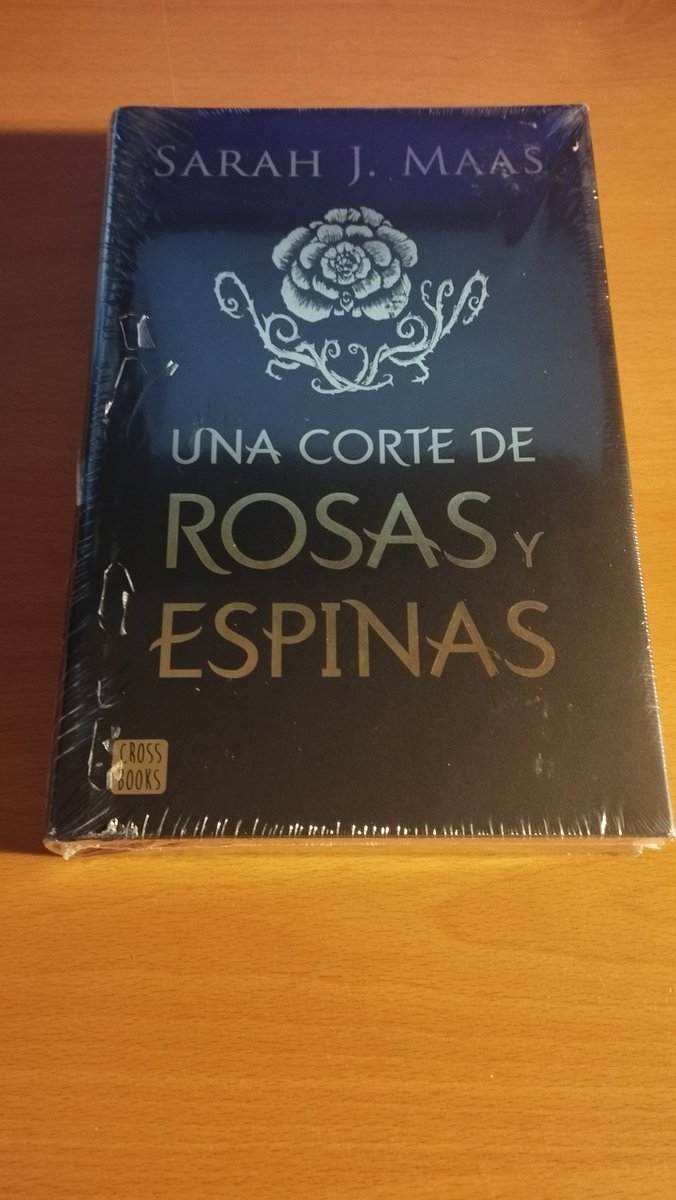 SARAH J. MAAS
UNA CORTE DE
ROSAS Y
ESPINAS
CROSS
BOOKS